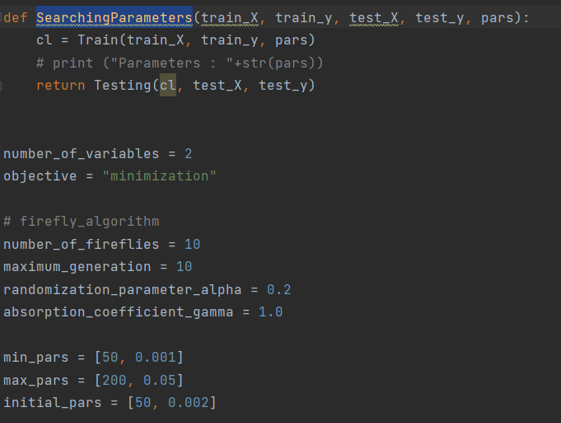 def SearchingParameters(train_X, train_y, test_X, test_y, pars):
    cl = Train(train_X, train_y, pars)
    # print ("Parameters : "+str(pars))
    return Testing(cl, test_X, test_y)
number_of_variables = 2
objective = "minimization"
# firefly_algorithm
number_of_fireflies = 10
maximum_generation = 10
randomization_parameter_alpha = 0.2
absorption_coefficient_gamma = 1.0
min_pars = [50, 0.001]
max_pars = [200, 0.05]
initial_pars = [50, 0.002]